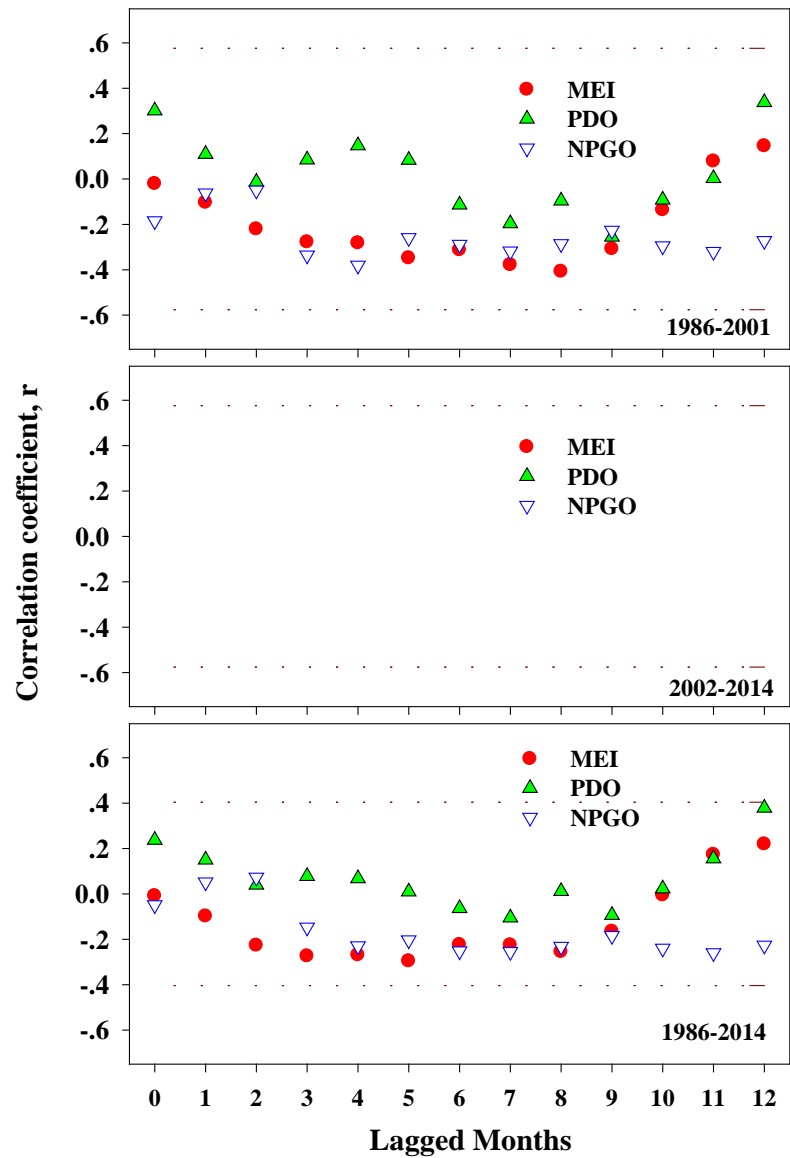 .6
.4
.2
0.0
-.2
-.4
-.6
MEI
PDO
NPGO
1986-2001
Correlation coefficient, r
.6
.4
.2
0.0
-.2
-.4
-.6
MEI
PDO
NPGO
2002-2014
.6
.4
.2
0.0
-.2
-.4
-.6
MEI
PDO
NPGO
1986-2014
0 1 2 3 4 5 6 7 8 9 10 11 12
Lagged Months